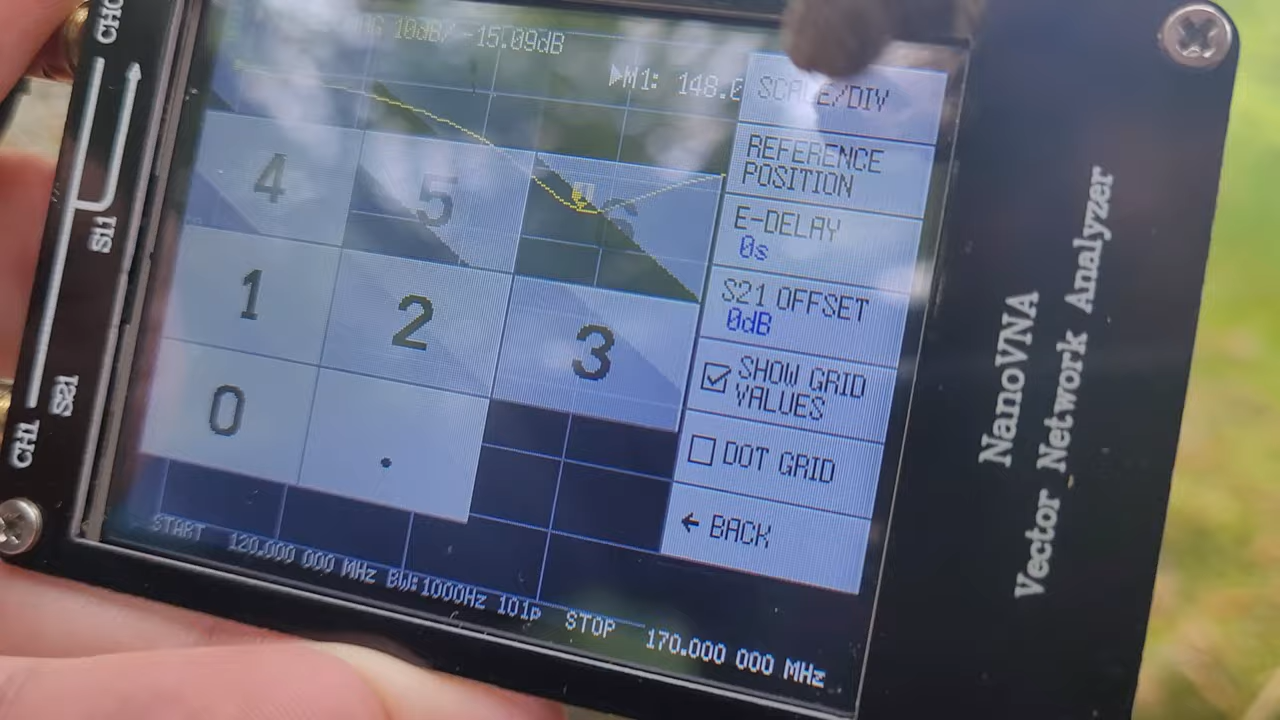 CH0
S11
CH1 S21
10dB/ -15.09dB
M1: 148.0
SCALE/DIV
REFERENCE
POSITION
E-DELAY
0s
S21 OFFSET
0dB
SHOW GRID
VALUES
DOT GRID
← BACK
4 5
1 2 3
0 .
START 120.000 000 MHz BW:1000Hz 101p STOP 170.000 000 MHz
NanoVNA
Vector Network Analyzer